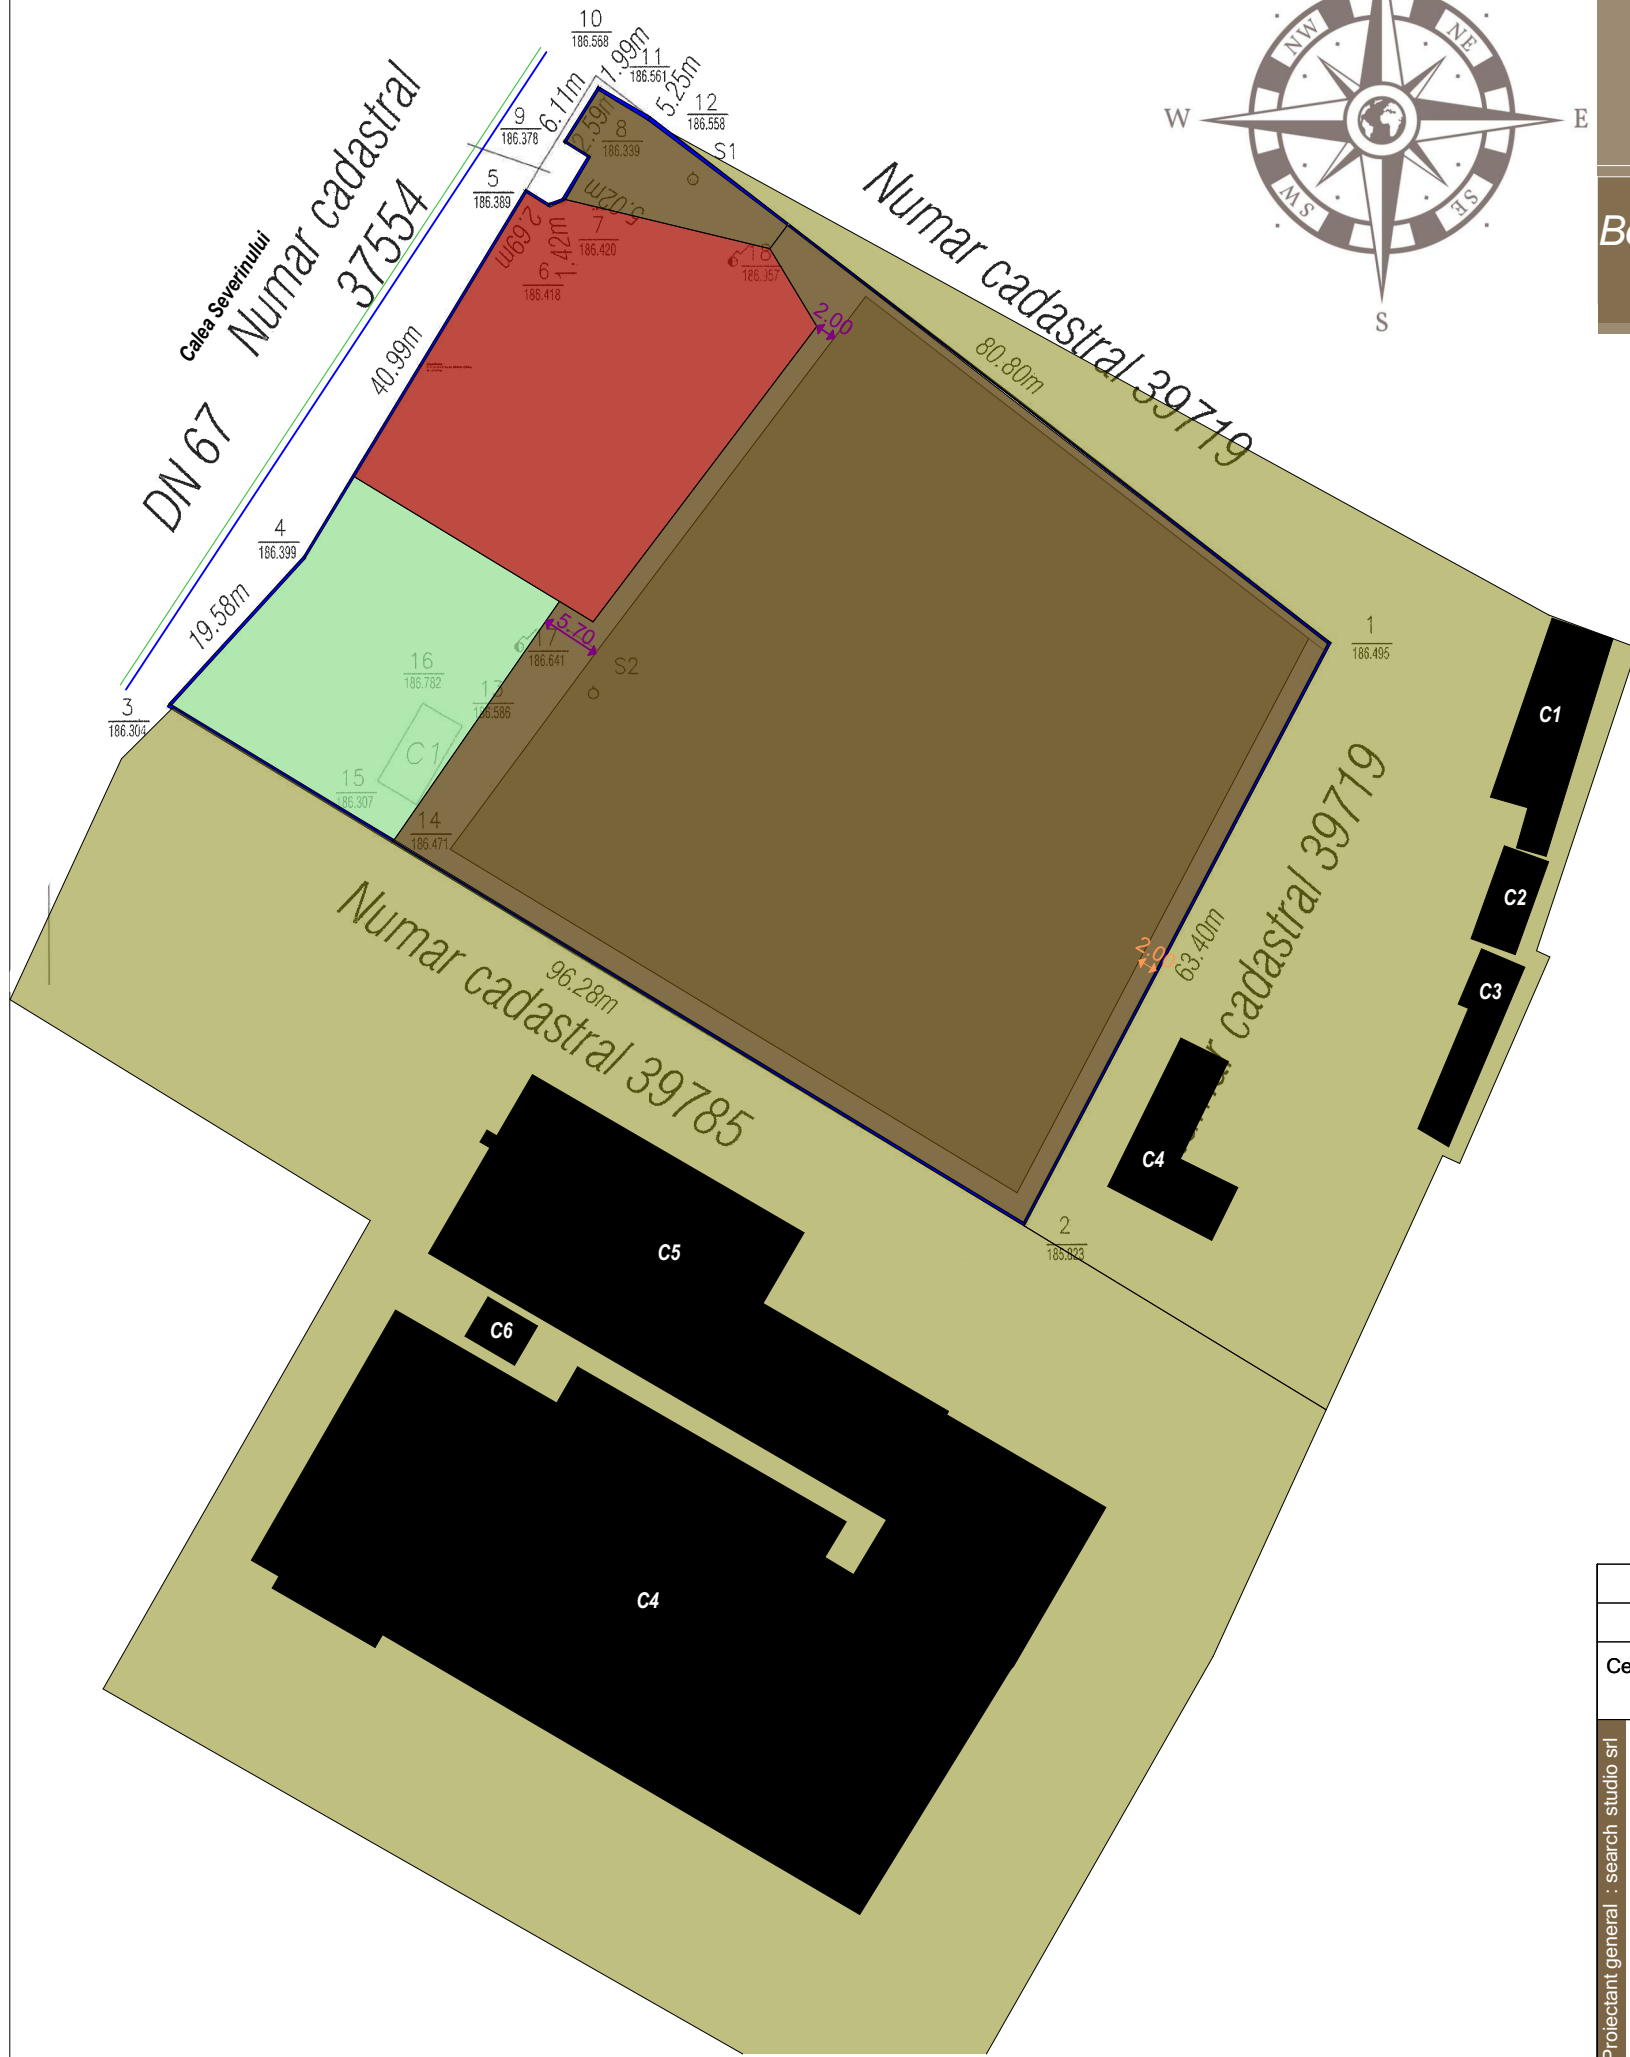 10
186.568
1.99m
11
186.561
5.25m
12
186.558
6.11m
9
186.378
2.59m
8
186.339
S1
5
186.389
5.02m
7
186.420
2.69m
1.42m
6
186.418
18
186.357
2.00
Numar cadastral
37554
Calea Severinului
DN 67
40.99m
4
186.399
19.58m
3
186.304
NW
NE
W
E
SW
SE
S
Numar cadastral 39719
80.80m
1
186.495
5.70
17
186.641
S2
16
186.782
13
186.586
C1
15
186.307
14
186.471
C1
C2
C3
cadastral 39719
63.40m
2.00
C4
2
185.823
Numar cadastral 39785
96.28m
C5
C6
C4
Proiectant general : search studio srl